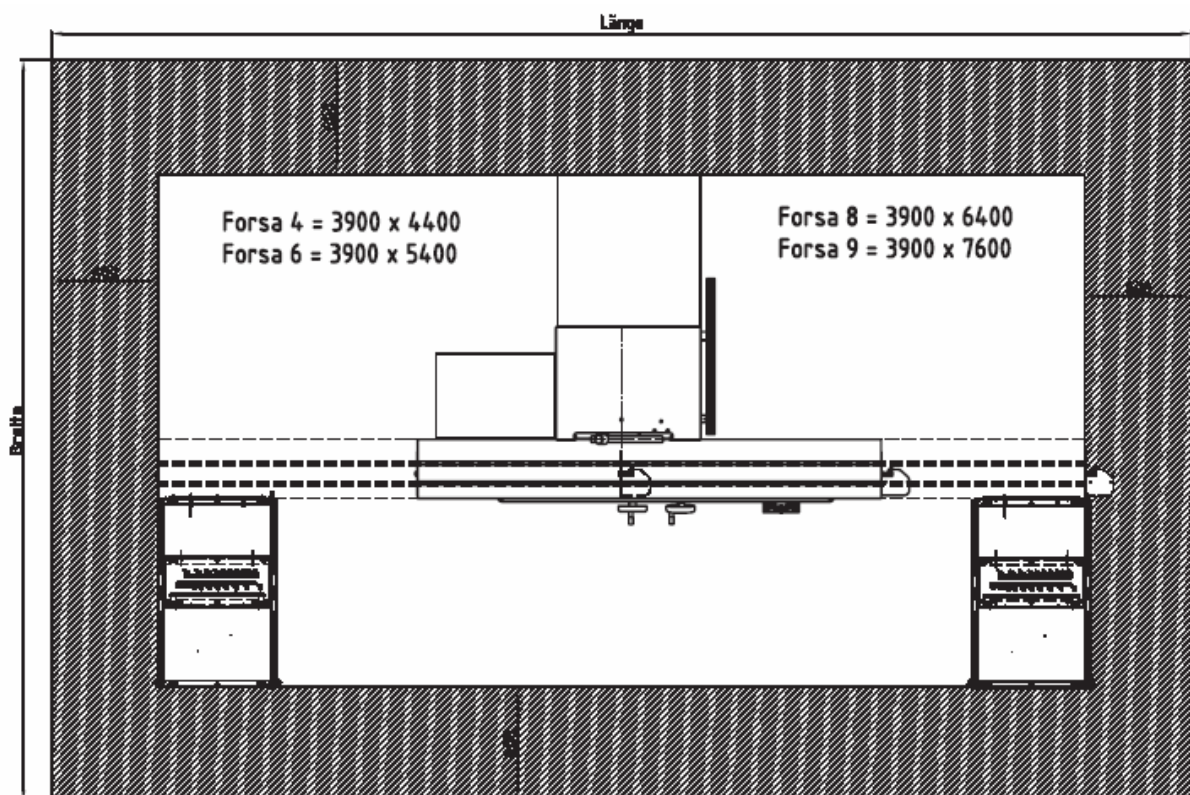 Länge
Forsa 4 = 3900 x 4400
Forsa 6 = 3900 x 5400
Forsa 8 = 3900 x 6400
Forsa 9 = 3900 x 7600
Breite